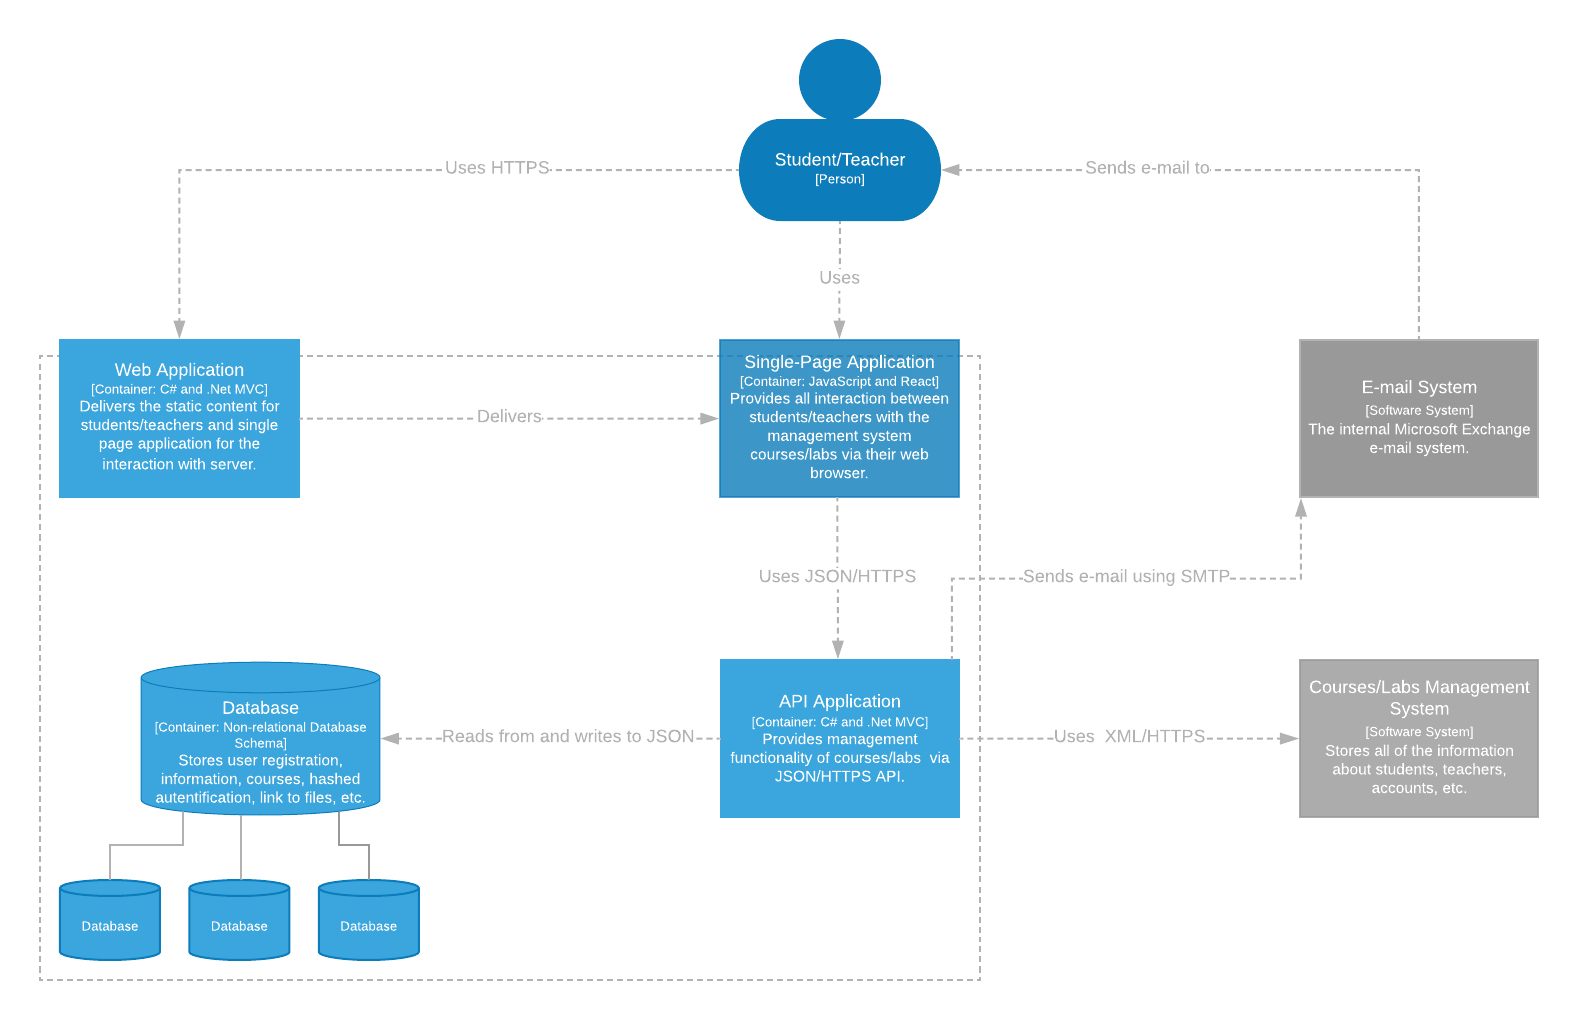 Student/Teacher
[Person]
Uses HTTPS
Sends e-mail to
Uses
Web Application
[Container: C# and .Net MVC]
Delivers the static content for
students/teachers and single
page application for the
interaction with server.
Delivers
Single-Page Application
[Container: JavaScript and React]
Provides all interaction between
students/teachers with the
management system
courses/labs via their web
browser.
E-mail System
[Software System]
The internal Microsoft Exchange
e-mail system.
Uses JSON/HTTPS
Sends e-mail using SMTP
Database
[Container: Non-relational Database
Schema]
Stores user registration,
information, courses, hashed
autentification, link to files, etc.
Reads from and writes to JSON
API Application
[Container: C# and .Net MVC]
Provides management
functionality of courses/labs  via
JSON/HTTPS API.
Uses  XML/HTTPS
Courses/Labs Management
System
[Software System]
Stores all of the information
about students, teachers,
accounts, etc.
Database
Database
Database